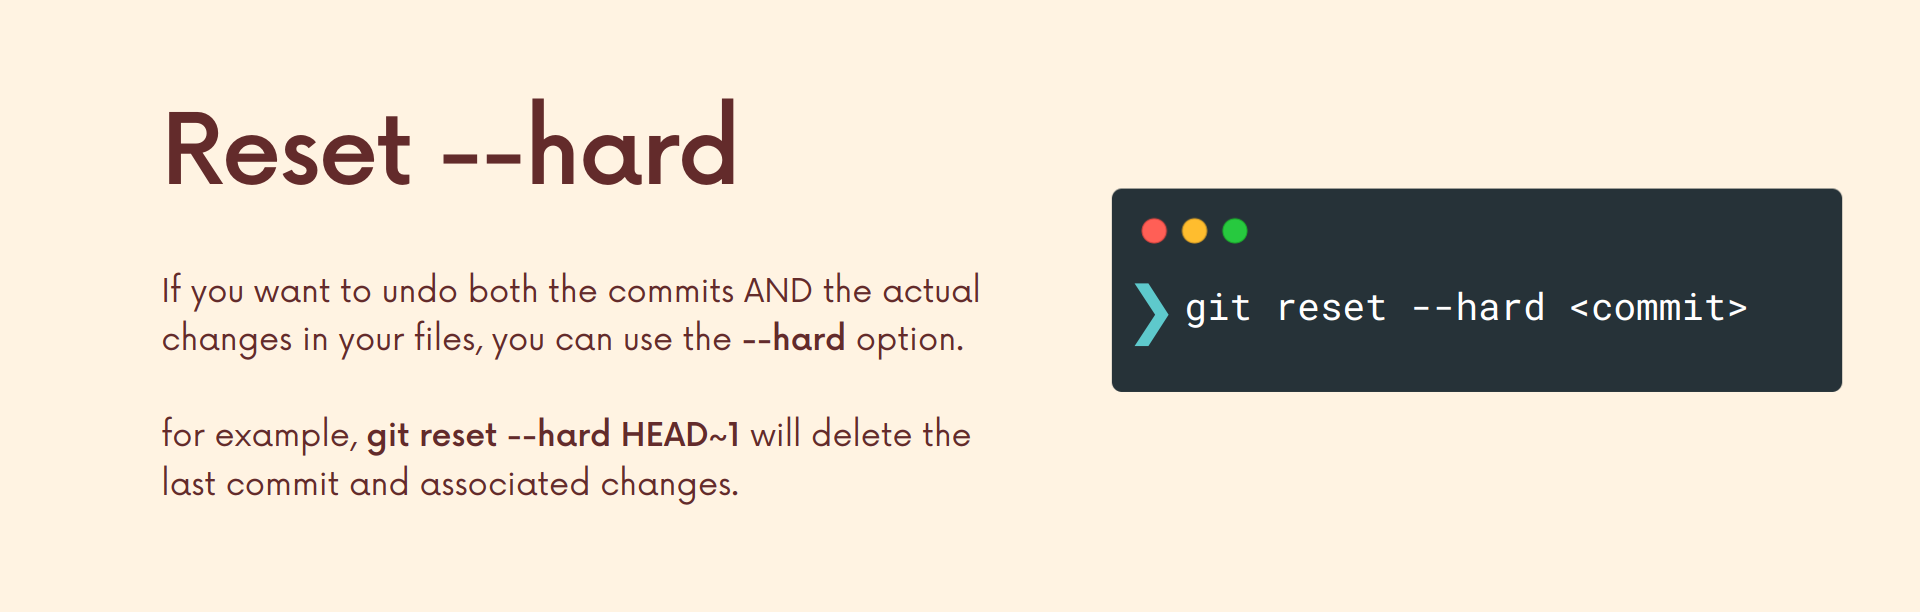 Reset --hard
If you want to undo both the commits AND the actual
changes in your files, you can use the --hard option.
for example, git reset --hard HEAD~1 will delete the
last commit and associated changes.
❯ git reset --hard <commit>